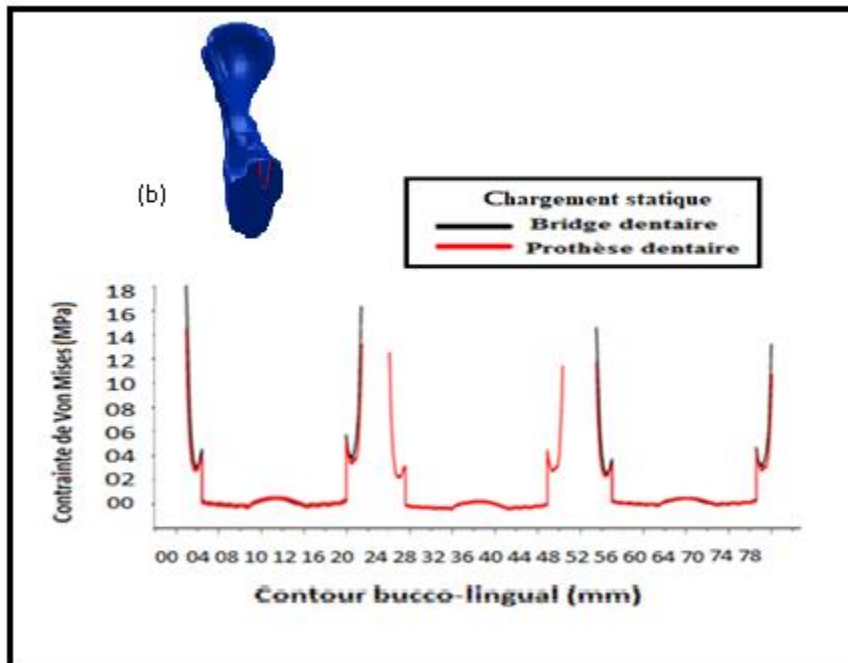 (b)
Chargement statique
Bridge dentaire
Prothèse dentaire
Contrainte de Von Mises (MPa)
18
16
14
12
10
08
06
04
02
00
00 04 08 10 12 16 20 24 28 32 36 40 44 48 52 56 60 64 70 74 78
Contour bucco-lingual (mm)